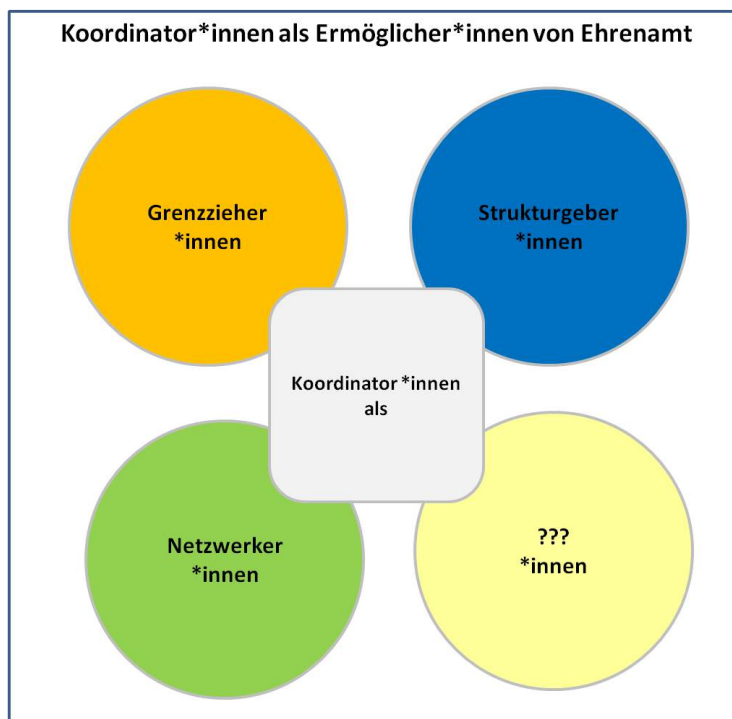 Koordinator*innen als Ermöglicher*innen von Ehrenamt
Grenzzieher
*innen
Strukturgeber
*innen
Koordinator *innen
als
Netzwerker
*innen
???
*innen